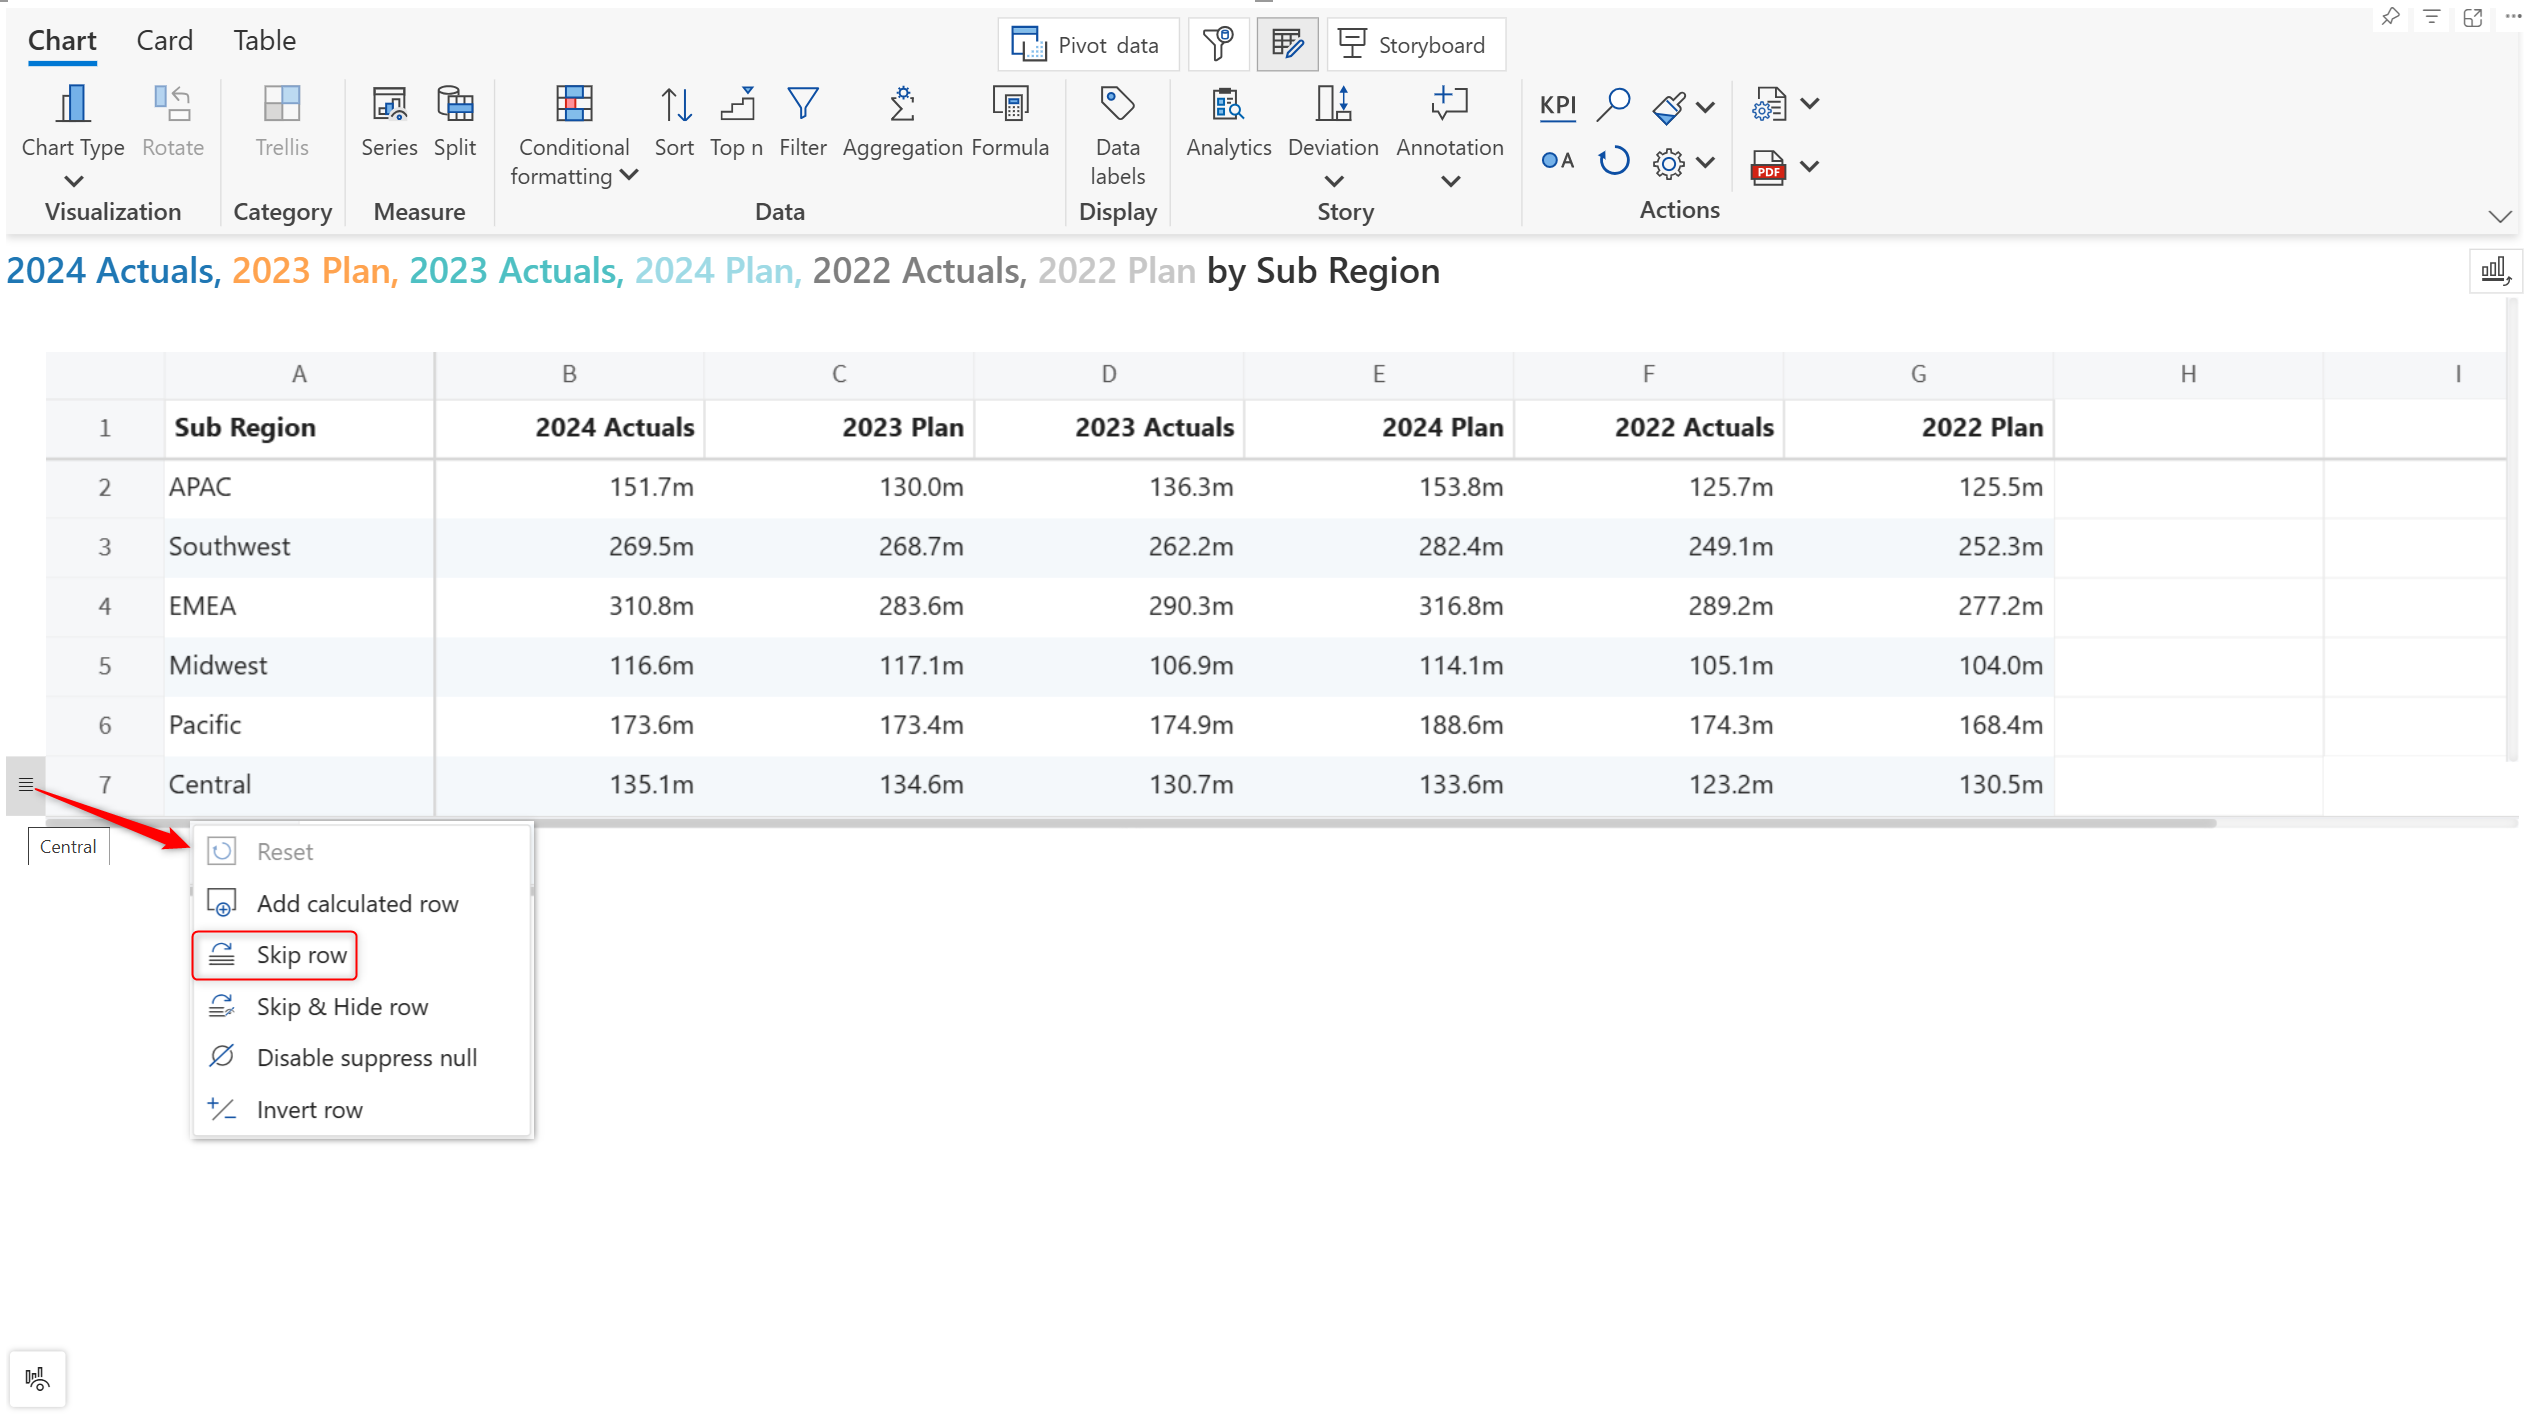 Chart Card Table
Pivot data Storyboard
Chart Type Rotate Trellis Series Split Conditional formatting Sort Top n Filter Aggregation Formula Data labels Analytics Deviation Annotation KPI
A
PDF
Visualization Category Measure Data Display Story Actions
2024 Actuals, 2023 Plan, 2023 Actuals, 2024 Plan, 2022 Actuals, 2022 Plan by Sub Region
A B C D E F G H I
1 Sub Region 2024 Actuals 2023 Plan 2023 Actuals 2024 Plan 2022 Actuals 2022 Plan
2 APAC 151.7m 130.0m 136.3m 153.8m 125.7m 125.5m
3 Southwest 269.5m 268.7m 262.2m 282.4m 249.1m 252.3m
4 EMEA 310.8m 283.6m 290.3m 316.8m 289.2m 277.2m
5 Midwest 116.6m 117.1m 106.9m 114.1m 105.1m 104.0m
6 Pacific 173.6m 173.4m 174.9m 188.6m 174.3m 168.4m
7 Central 135.1m 134.6m 130.7m 133.6m 123.2m 130.5m
Central
Reset
Add calculated row
Skip row
Skip & Hide row
Disable suppress null
Invert row